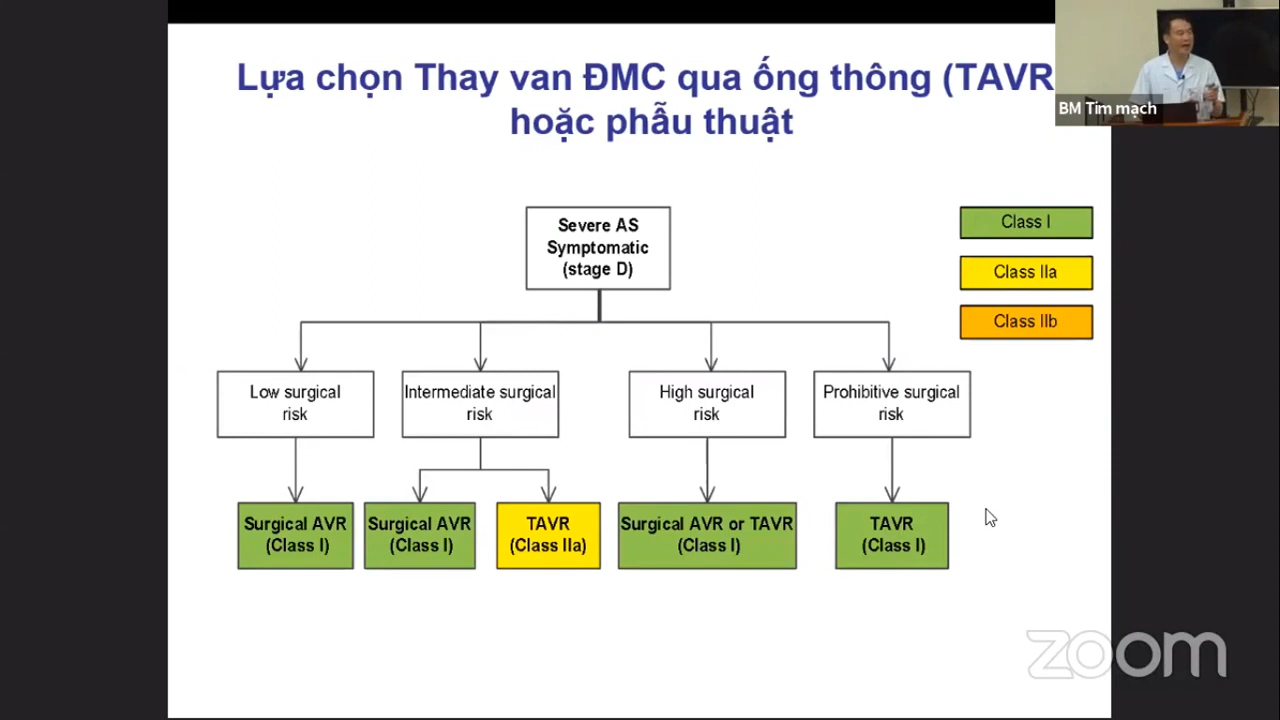 Lựa chọn Thay van ĐMC qua ống thông (TAVR
hoặc phẫu thuật
BM Tim mạch
Severe AS
Symptomatic
(stage D)
Class I
Class IIa
Class IIb
Low surgical
risk
Intermediate surgical
risk
High surgical
risk
Prohibitive surgical
risk
Surgical AVR
(Class I)
Surgical AVR
(Class I)
TAVR
(Class IIa)
Surgical AVR or TAVR
(Class I)
TAVR
(Class I)
zoom